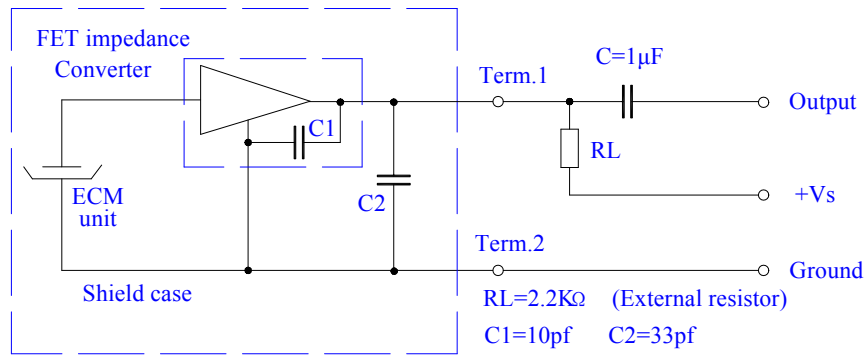 FET impedance
Converter
C1
C2
ECM
unit
Shield case
Term.1
C=1μF
Output
RL
+Vs
Term.2
Ground
RL=2.2KΩ (External resistor)
C1=10pf C2=33pf